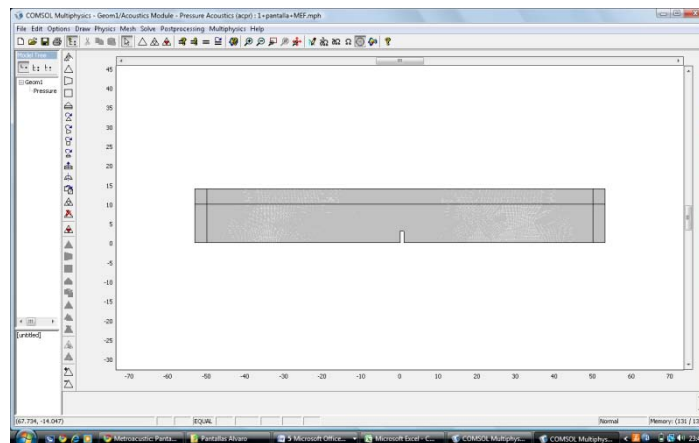 COMSOL Multiphysics - Geom1/Acoustics Module - Pressure Acoustics (acpr) : 1+pantalla+MEF.mph
File Edit Options Draw Physics Mesh Solve Postprocessing Multiphysics Help
Model Tree
Geom1
Pressure
45
40
35
30
25
20
15
10
5
0
-5
-10
-15
-20
-25
-30
-70 -60 -50 -40 -30 -20 -10 0 10 20 30 40 50 60 70
[untitled]
(67.734, -14.047) EQUAL Normal Memory: (131 / 13
Metroacustic: Panta... Pantallas Alvaro 5 Microsoft Office... Microsoft Excel - C... COMSOL Multiphys... COMSOL Multiphys...